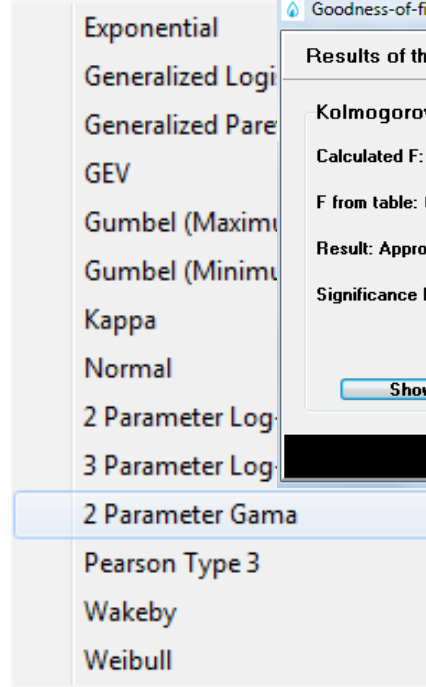 Exponential
Generalized Logi
Generalized Pare
GEV
Gumbel (Maximu
Gumbel (Minimu
Kappa
Normal
2 Parameter Log-
3 Parameter Log-
2 Parameter Gama
Pearson Type 3
Wakeby
Weibull
Goodness-of-fi
Results of th
Kolmogorov
Calculated F:
F from table:
Result: Appro
Significance
Show